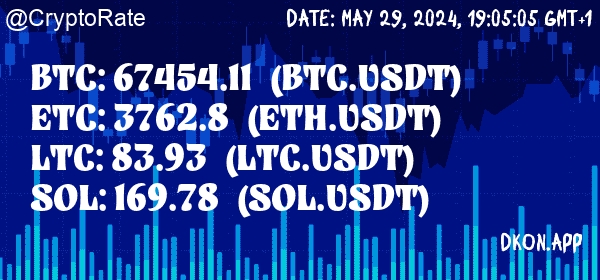 @CryptoRate
DATE: MAY 29, 2024, 19:05:05 GMT+1
BTC: 67454.11 (BTC.USDT)
ETC: 3762.8 (ETH.USDT)
LTC: 83.93 (LTC.USDT)
SOL: 169.78 (SOL.USDT)
DKON.APP